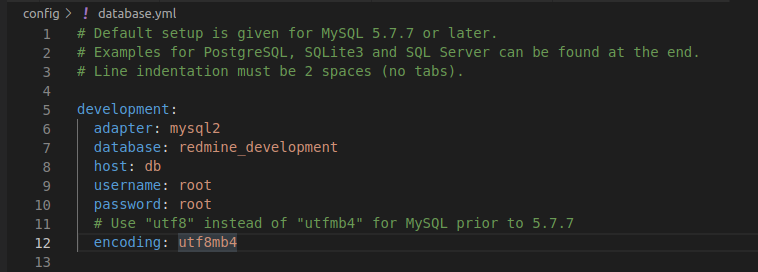 config > ! database.yml
1 # Default setup is given for MySQL 5.7.7 or later.
2 # Examples for PostgreSQL, SQLite3 and SQL Server can be found at the end.
3 # Line indentation must be 2 spaces (no tabs).
4
5 development:
6   adapter: mysql2
7   database: redmine_development
8   host: db
9   username: root
10   password: root
11   # Use "utf8" instead of "utfmb4" for MySQL prior to 5.7.7
12   encoding: utf8mb4
13